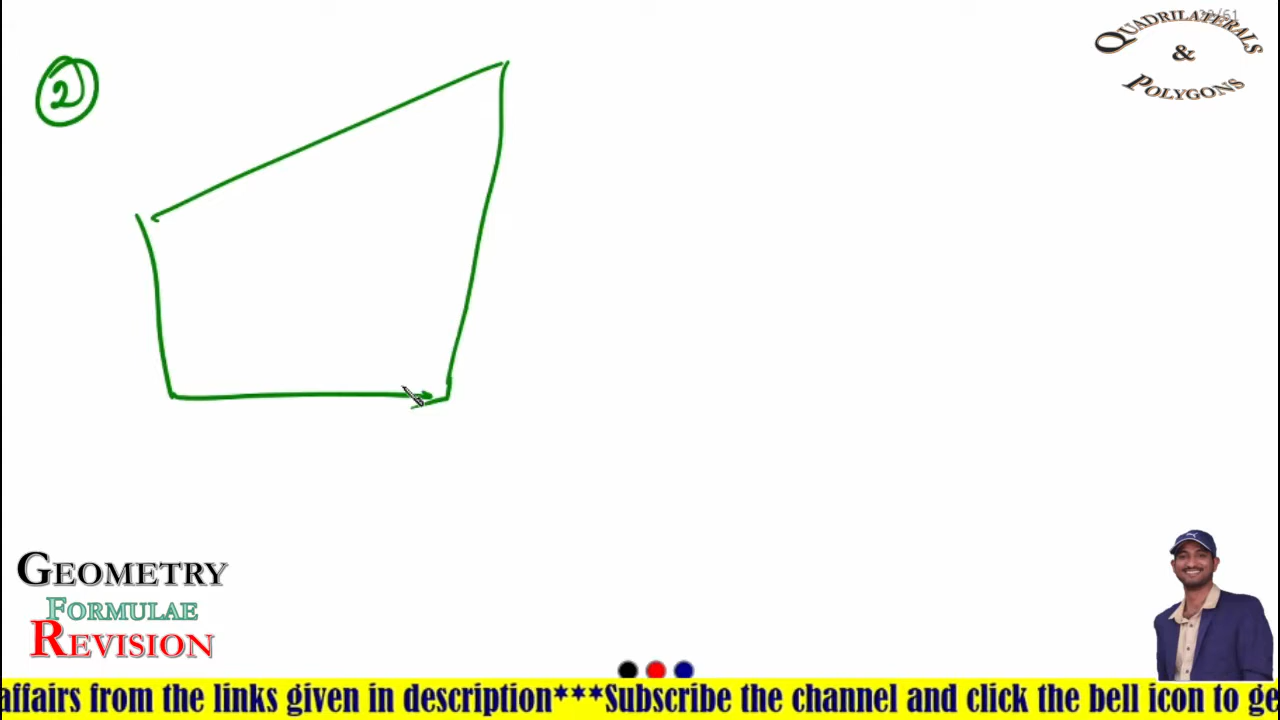 2
QUADRILATERALS
&
POLYGONS
GEOMETRY
FORMULAE
REVISION
affairs from the links given in description***Subscribe the channel and click the bell icon to ge